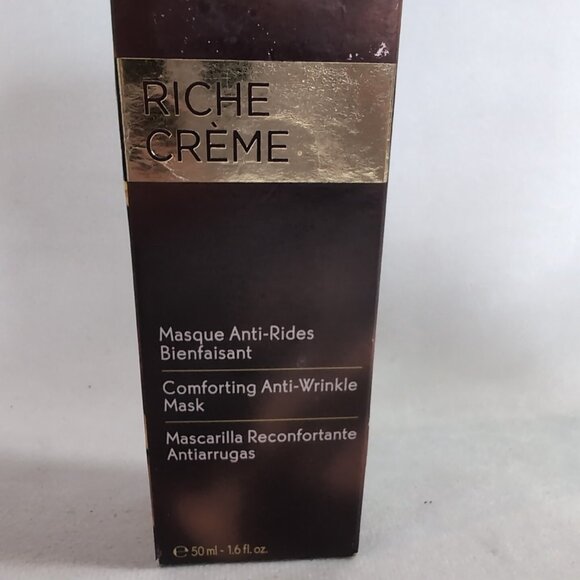 RICHE
CRÈME
Masque Anti-Rides
Bienfaisant
Comforting Anti-Wrinkle
Mask
Mascarilla Reconfortante
Antiarrugas
℮ 50 ml - 1.6 fl. oz.